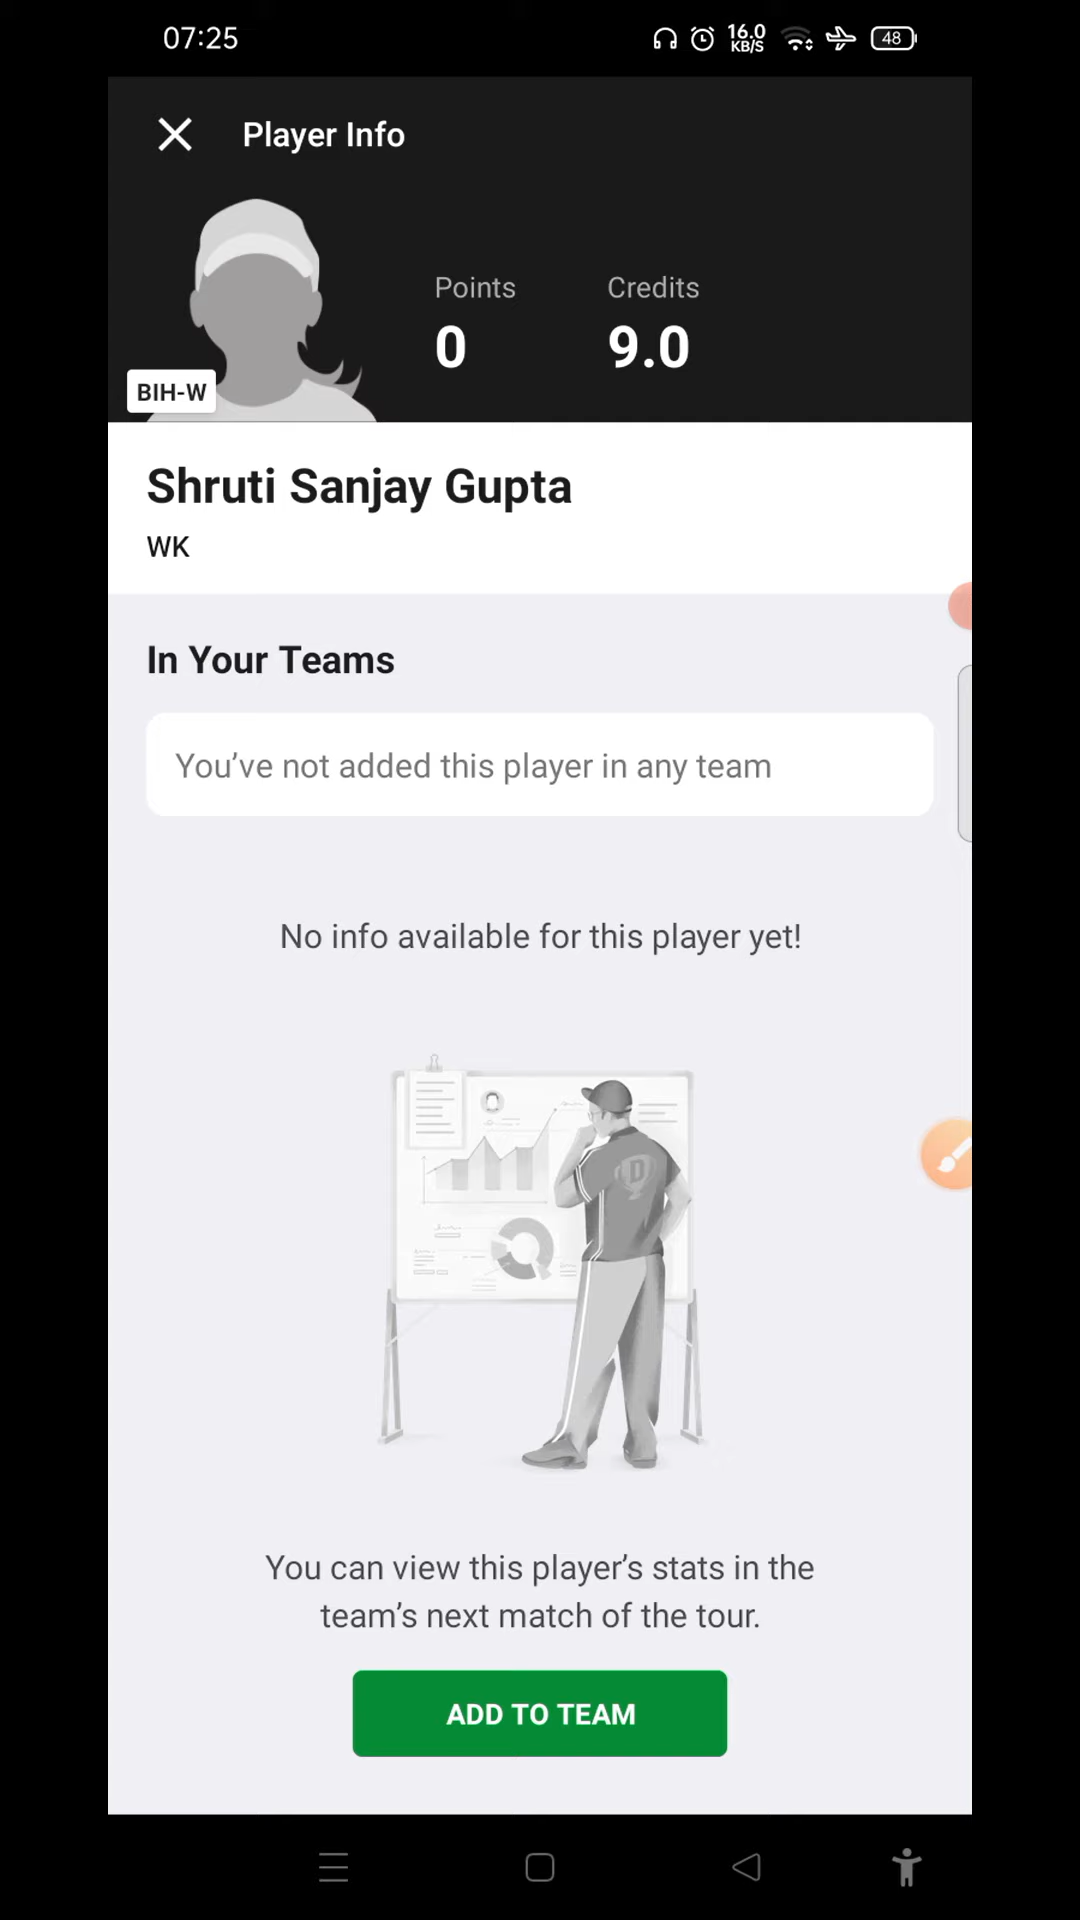 07:25
16.0
KB/S
48
Player Info
Points
Credits
0
9.0
BIH-W
Shruti Sanjay Gupta
WK
In Your Teams
You’ve not added this player in any team
No info available for this player yet!
D
You can view this player’s stats in the
team’s next match of the tour.
ADD TO TEAM